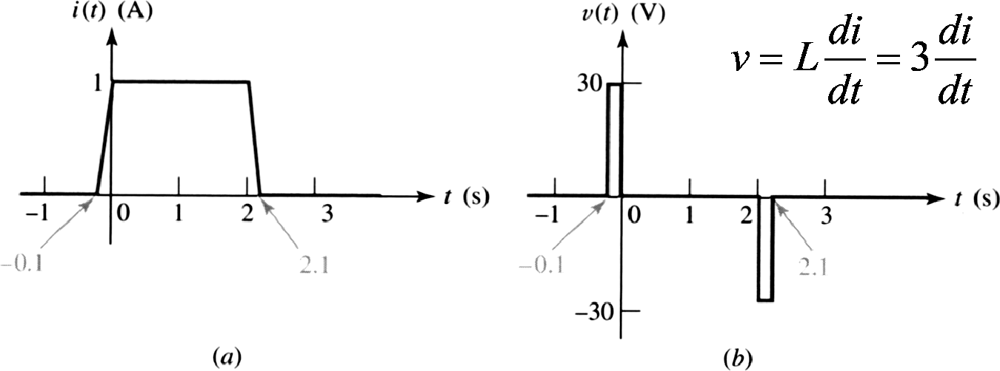 i(t) (A)
1
-1 0 1 2 3 t (s)
-0.1 2.1
(a)
v(t) (V)
30
-1 0 1 2 3 t (s)
-0.1 2.1
-30
(b)
v = L di/dt = 3 di/dt